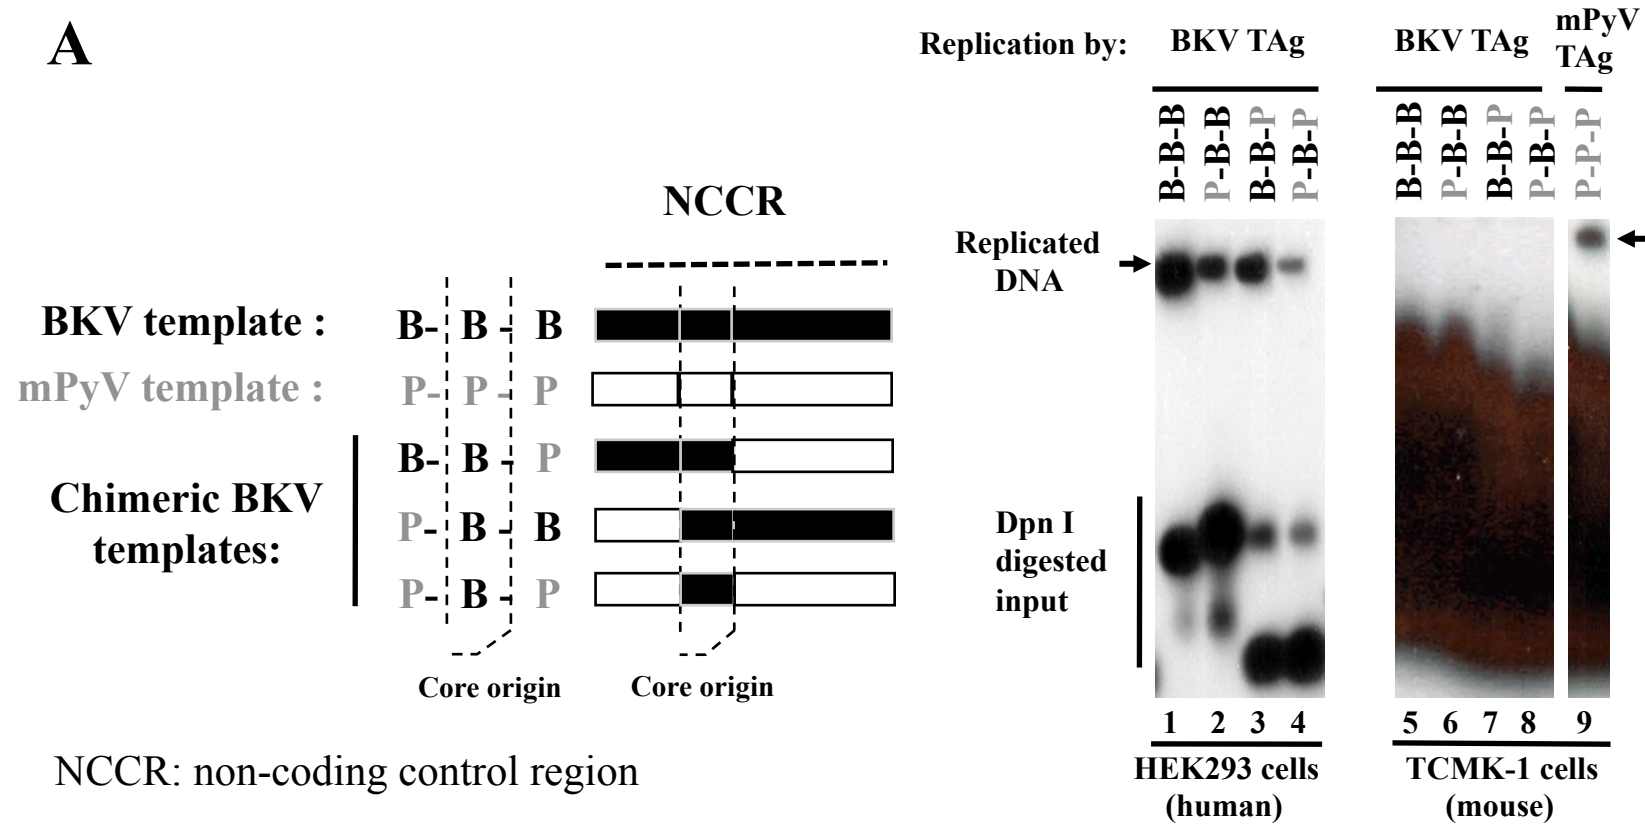 A
NCCR
BKV template : B- B - B
mPyV template : P- P - P
Chimeric BKV
templates:
B- B - P
P- B - B
P- B - P
Core origin
Core origin
NCCR: non-coding control region
Replication by:
BKV TAg
BKV TAg
mPyV
TAg
B-B-B
P-B-B
B-B-P
P-B-P
B-B-B
P-B-B
B-B-P
P-B-P
P-P-P
Replicated
DNA
Dpn I
digested
input
1 2 3 4
5 6 7 8 9
HEK293 cells
(human)
TCMK-1 cells
(mouse)